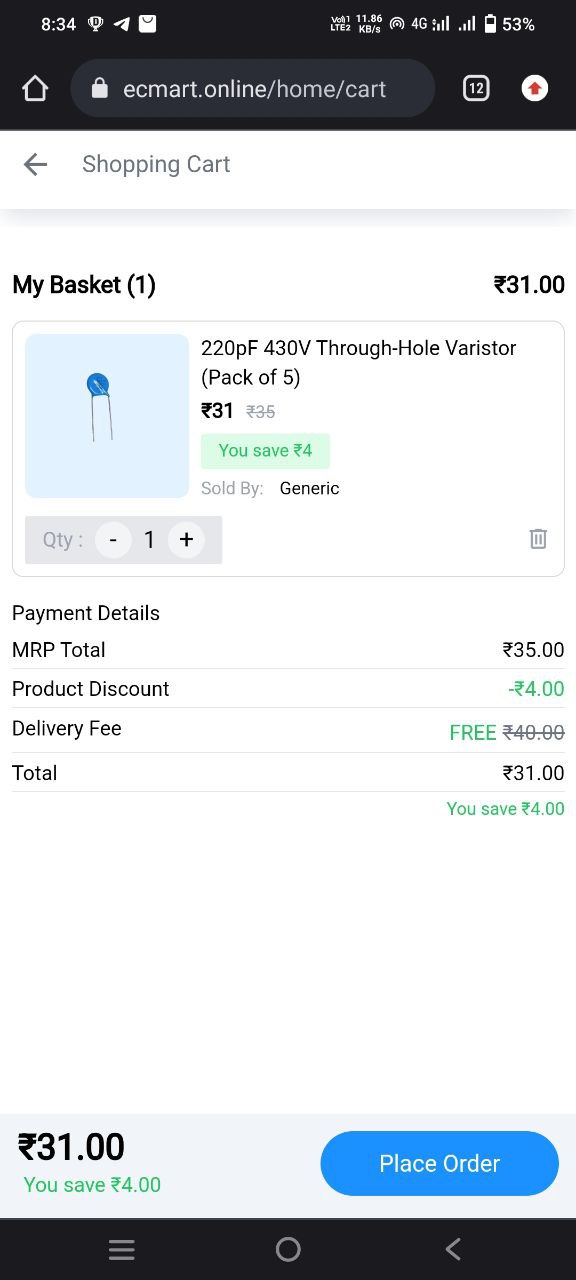 8:34 Vo))1 LTE2 11.86 KB/s 4G 53%
ecmart.online/home/cart 12
Shopping Cart
My Basket (1) ₹31.00
220pF 430V Through-Hole Varistor
(Pack of 5)
₹31 ₹35
You save ₹4
Sold By: Generic
Qty : - 1 +
Payment Details
MRP Total ₹35.00
Product Discount -₹4.00
Delivery Fee FREE ₹40.00
Total ₹31.00
You save ₹4.00
₹31.00
You save ₹4.00
Place Order